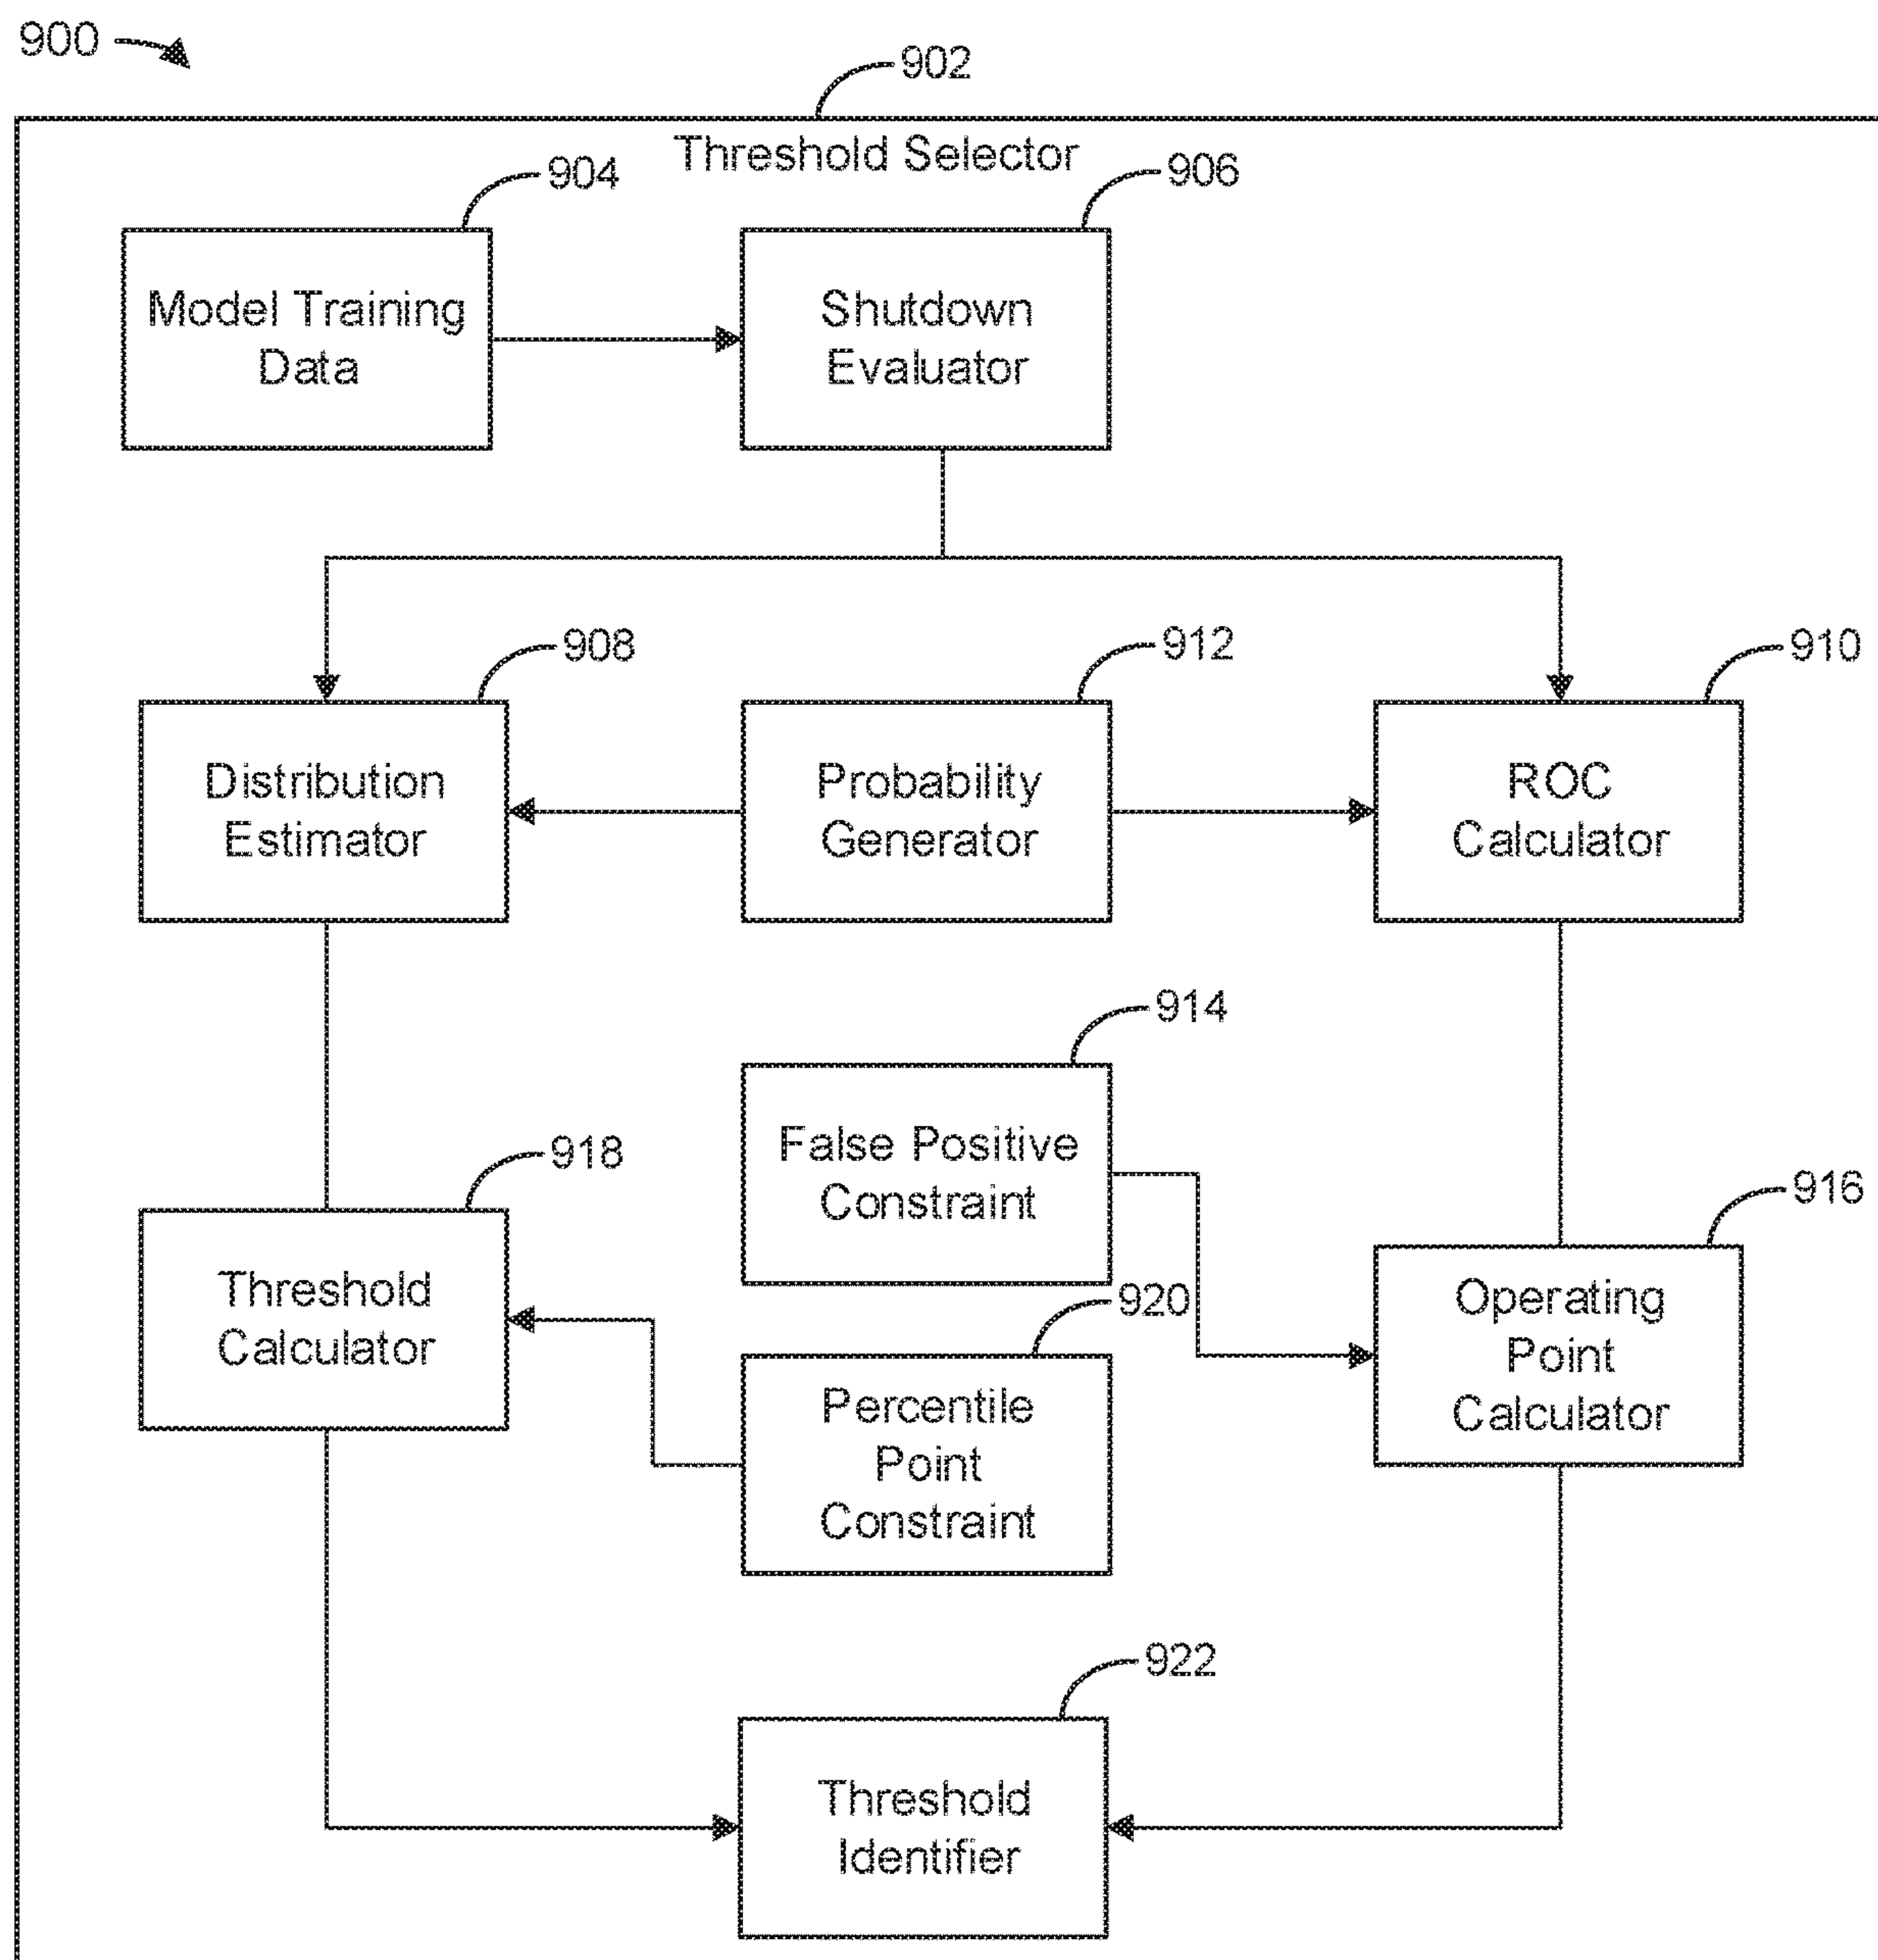 900
902
Threshold Selector
904
906
Model Training
Data
Shutdown
Evaluator
908
912
910
Distribution
Estimator
Probability
Generator
ROC
Calculator
914
False Positive
Constraint
918
916
Threshold
Calculator
920
Operating
Point
Calculator
Percentile
Point
Constraint
922
Threshold
Identifier